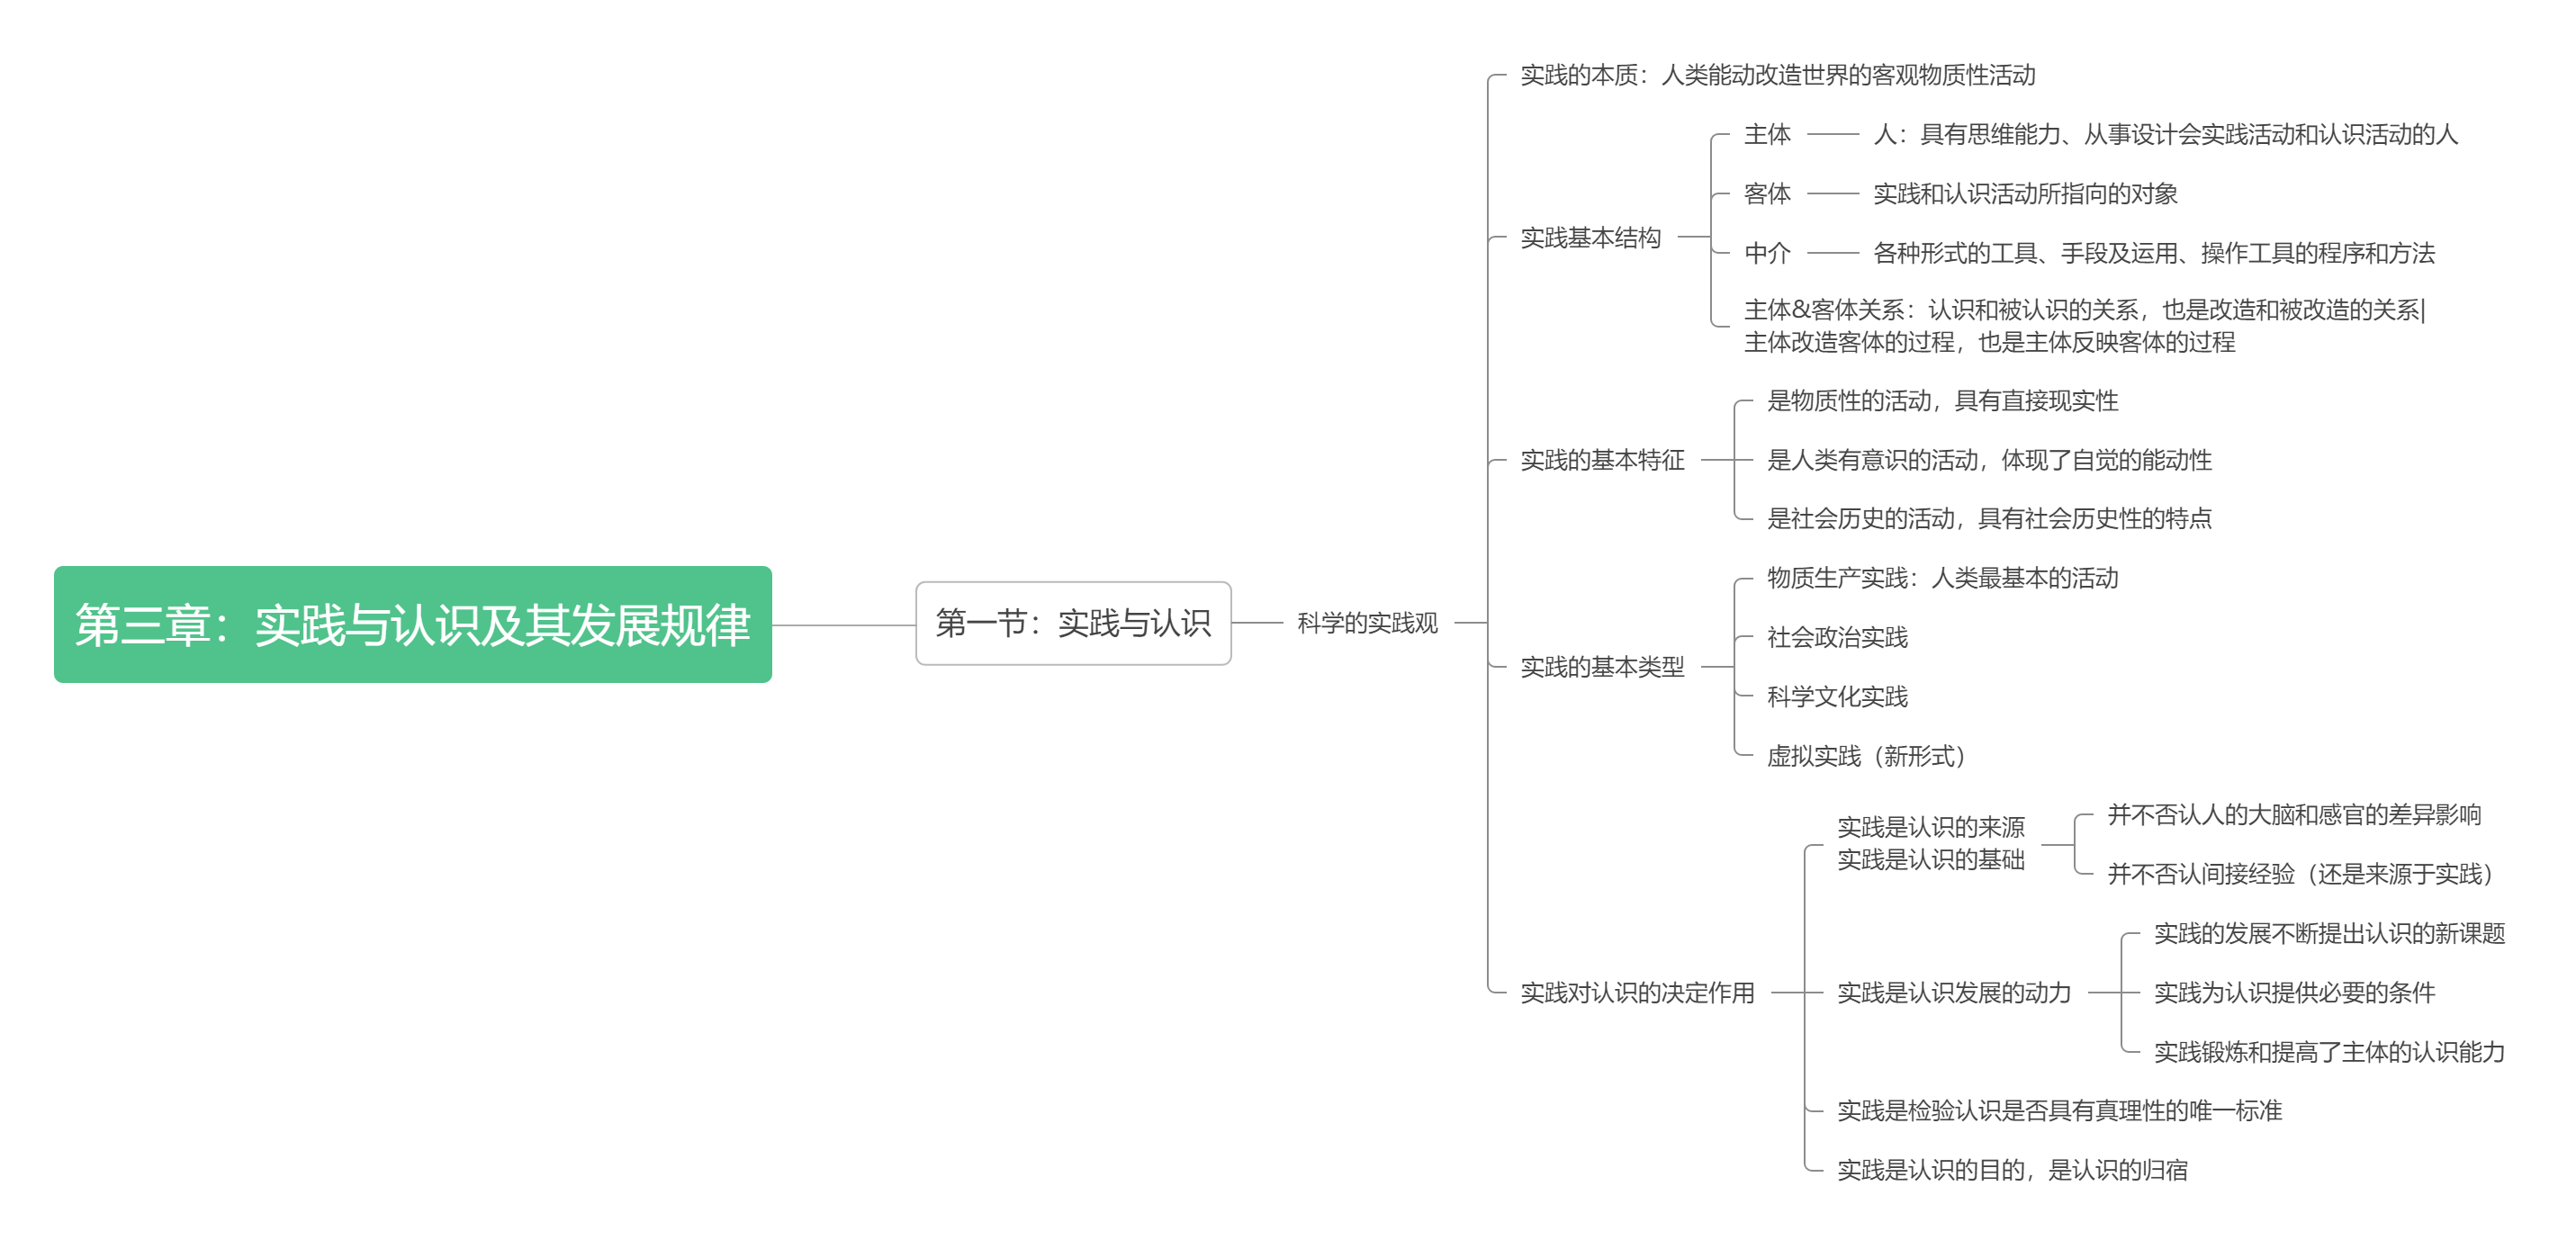 第三章：实践与认识及其发展规律
第一节：实践与认识
科学的实践观
实践的本质：人类能动改造世界的客观物质性活动
实践基本结构
主体
人：具有思维能力、从事设计会实践活动和认识活动的人
客体
实践和认识活动所指向的对象
中介
各种形式的工具、手段及运用、操作工具的程序和方法
主体&客体关系：认识和被认识的关系，也是改造和被改造的关系|
主体改造客体的过程，也是主体反映客体的过程
实践的基本特征
是物质性的活动，具有直接现实性
是人类有意识的活动，体现了自觉的能动性
是社会历史的活动，具有社会历史性的特点
实践的基本类型
物质生产实践：人类最基本的活动
社会政治实践
科学文化实践
虚拟实践（新形式）
实践对认识的决定作用
实践是认识的来源
实践是认识的基础
并不否认人的大脑和感官的差异影响
并不否认间接经验（还是来源于实践）
实践是认识发展的动力
实践的发展不断提出认识的新课题
实践为认识提供必要的条件
实践锻炼和提高了主体的认识能力
实践是检验认识是否具有真理性的唯一标准
实践是认识的目的，是认识的归宿